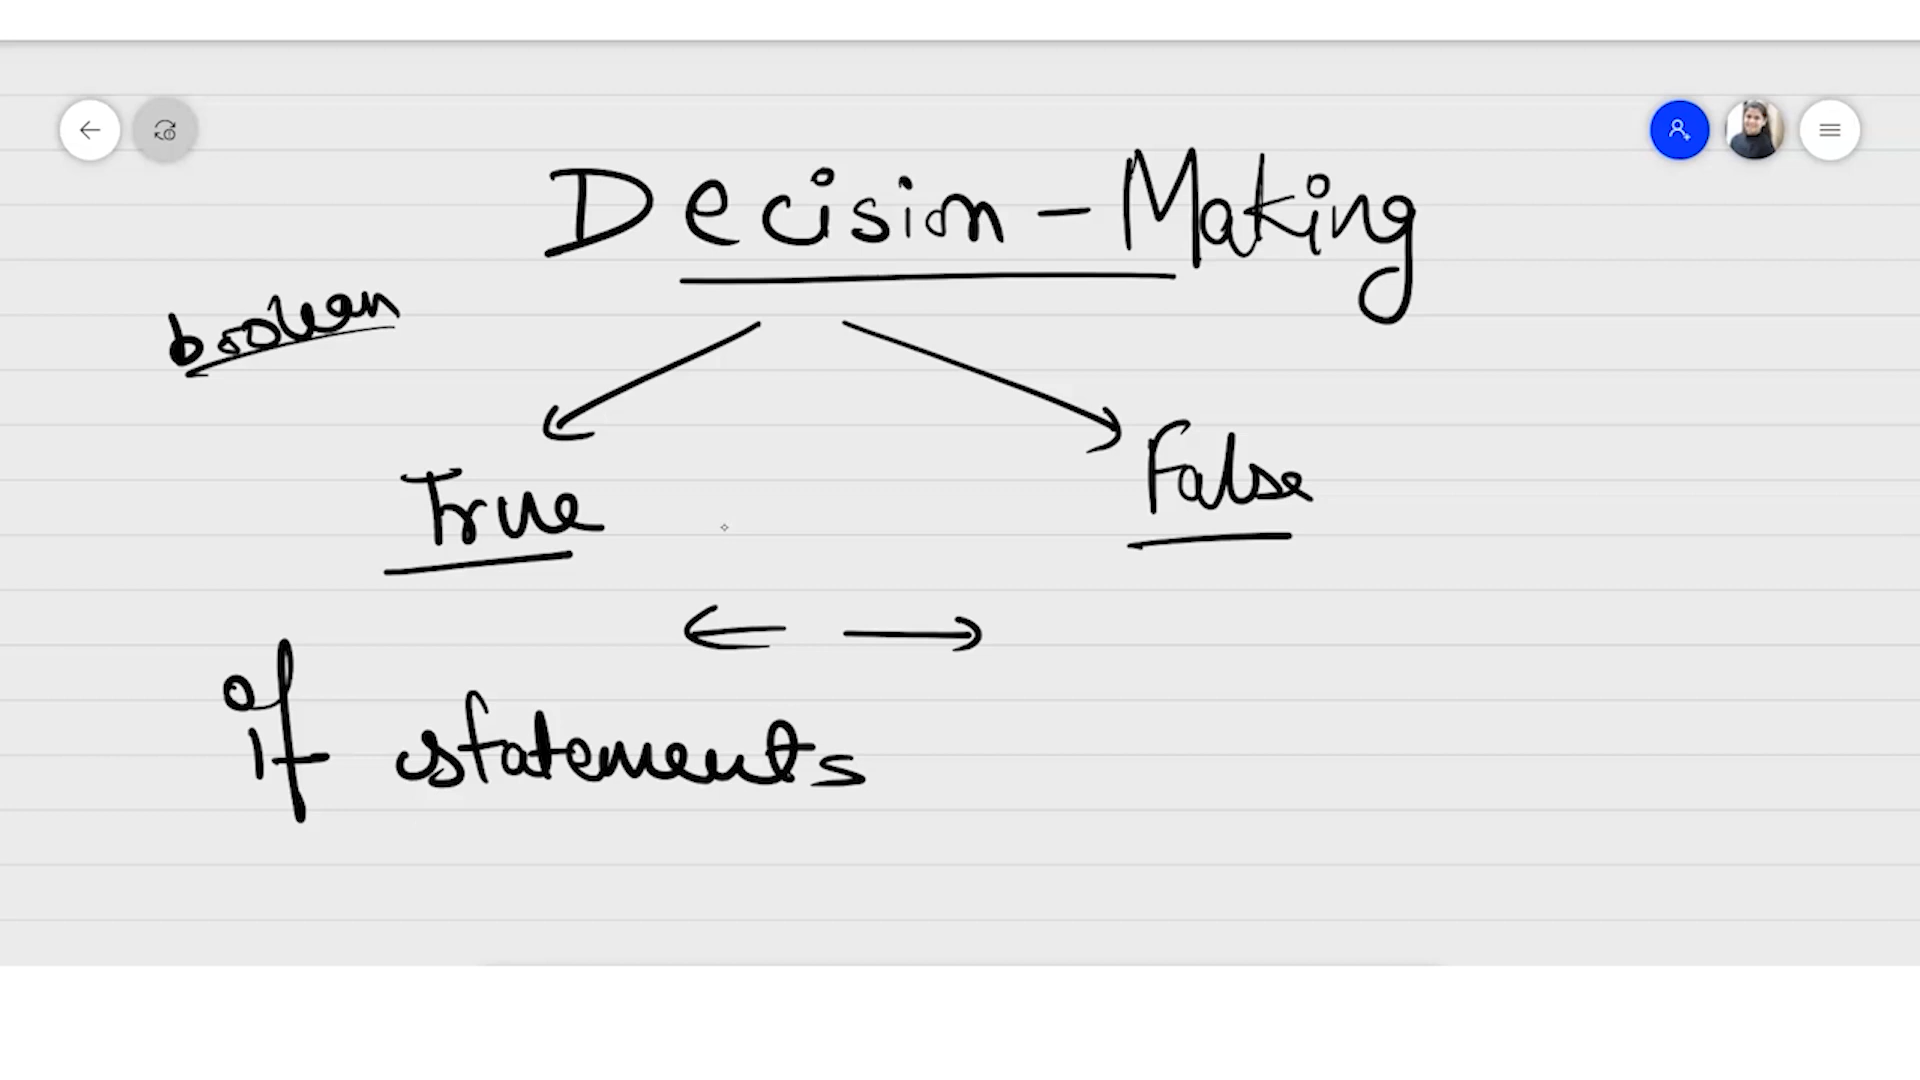 Decision - Making
boolean
True
False
if statements